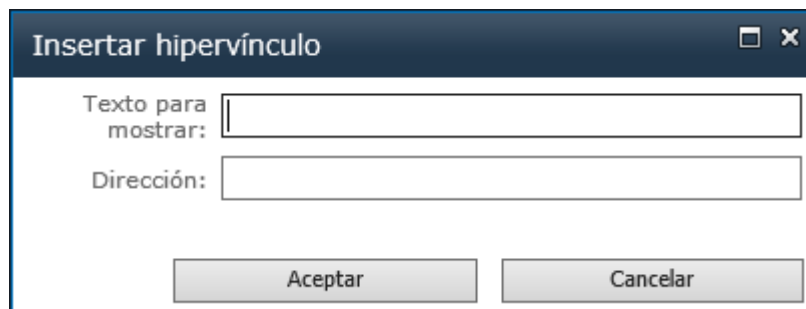 Insertar hipervínculo
Texto para
mostrar:
Dirección:
Aceptar
Cancelar